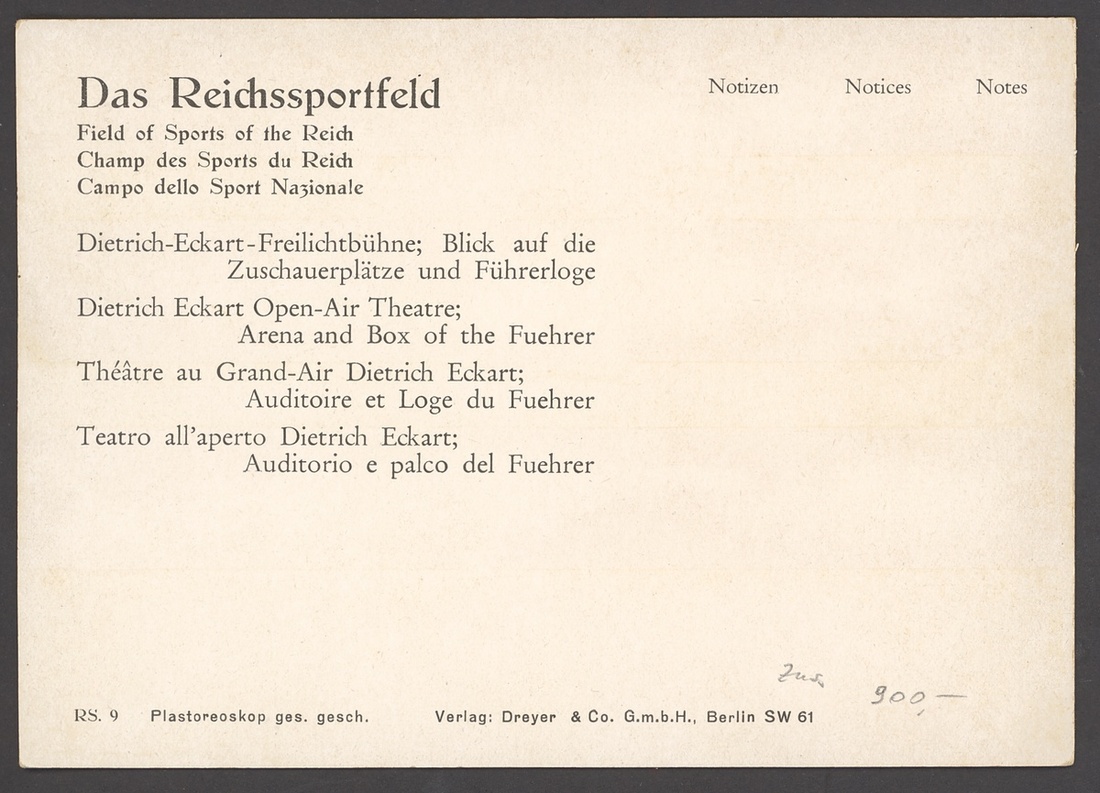 Das Reichssportfeld
Field of Sports of the Reich
Champ des Sports du Reich
Campo dello Sport Nazionale
Notizen Notices Notes
Dietrich-Eckart-Freilichtbühne; Blick auf die
Zuschauerplätze und Führerloge
Dietrich Eckart Open-Air Theatre;
Arena and Box of the Fuehrer
Théâtre au Grand-Air Dietrich Eckart;
Auditoire et Loge du Fuehrer
Teatro all'aperto Dietrich Eckart;
Auditorio e palco del Fuehrer
900,—
RS. 9 Plastoreoskop ges. gesch. Verlag: Dreyer & Co. G.m.b.H., Berlin SW 61